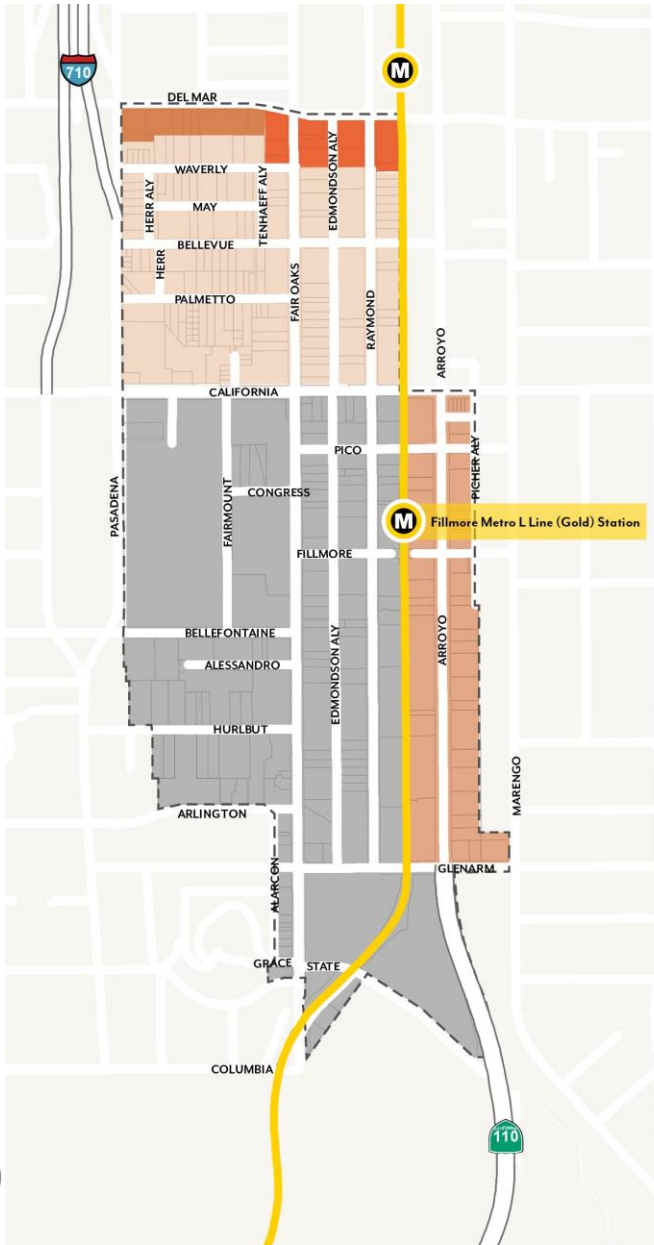 710
M
DEL MAR
WAVERLY
HERR ALY
MAY
TENHAEFF ALY
EDMONDSON ALY
BELLEVUE
HERR
FAIR OAKS
PALMETTO
RAYMOND
ARROYO
CALIFORNIA
PICO
PICHER ALY
PASADENA
FAIRMOUNT
CONGRESS
M
Fillmore Metro L Line (Gold) Station
FILLMORE
BELLEFONTAINE
ALESSANDRO
EDMONDSON ALY
ARROYO
HURLBUT
MARENGO
ARLINGTON
GLENARM
ALARCON
GRACE
STATE
COLUMBIA
CALIFORNIA
110